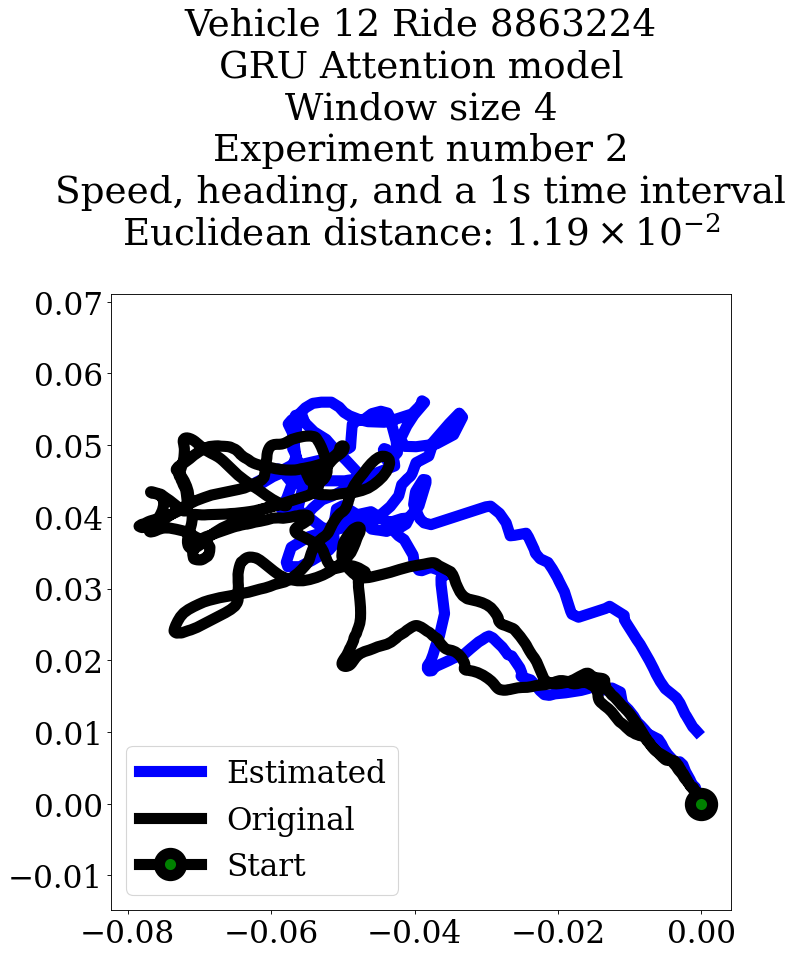 Vehicle 12 Ride 8863224
GRU Attention model
Window size 4
Experiment number 2
Speed, heading, and a 1s time interval
Euclidean distance: 1.19 × 10⁻²
0.07
0.06
0.05
0.04
0.03
0.02
0.01
0.00
−0.01
Estimated
Original
Start
−0.08 −0.06 −0.04 −0.02 0.00